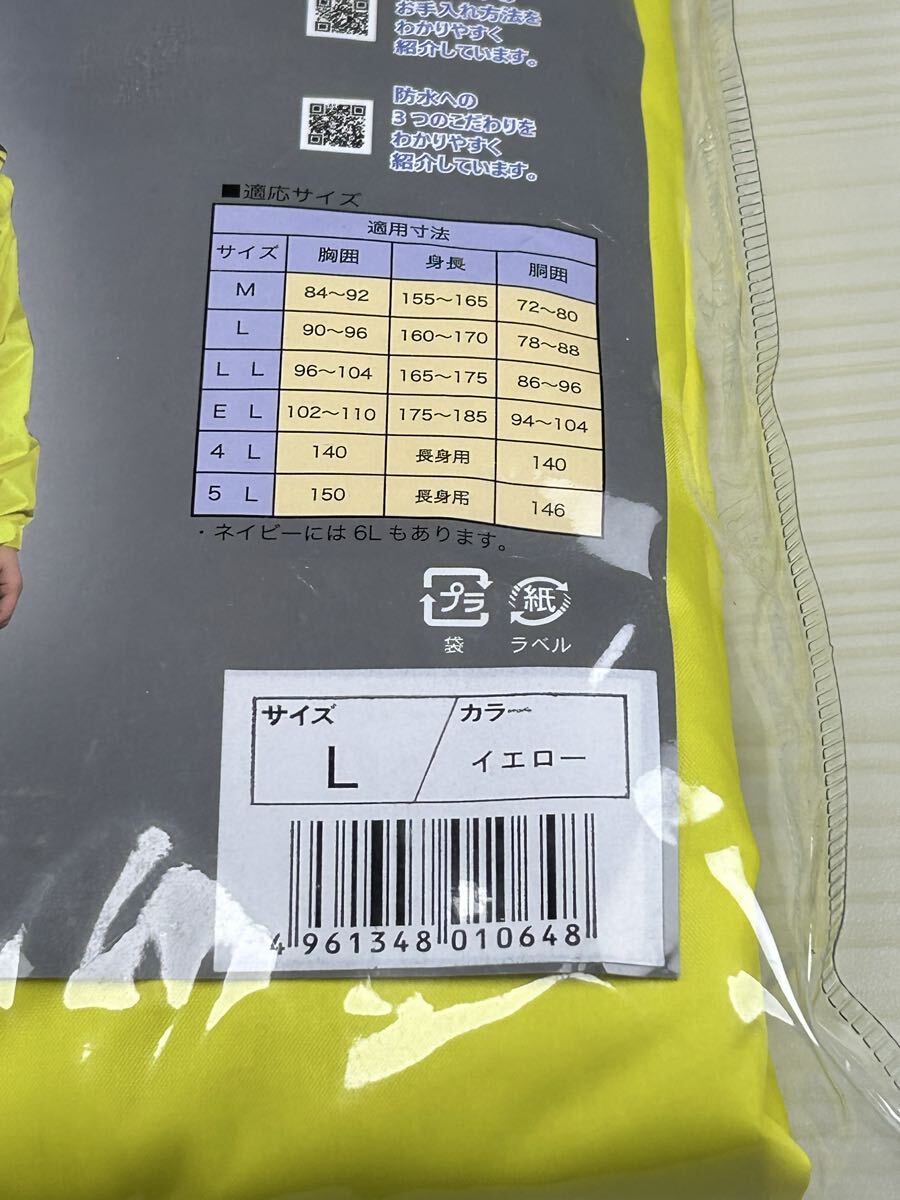 お手入れ方法を
わかりやすく
紹介しています。
防水への
3つのこだわりを
わかりやすく
紹介しています。
■適応サイズ
適用寸法
サイズ 胸囲 身長 胴囲
M 84～92 155～165 72～80
L 90～96 160～170 78～88
LL 96～104 165～175 86～96
EL 102～110 175～185 94～104
4L 140 長身用 140
5L 150 長身用 146
・ネイビーには 6L もあります。
プラ 紙
袋 ラベル
サイズ カラー
L イエロー
4 961348 010648